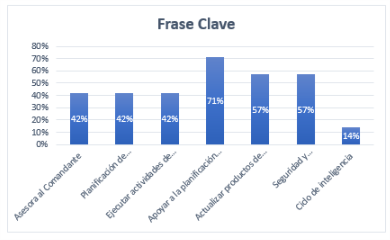 Frase Clave
80%
70%
60%
50%
40%
30%
20%
10%
0%
42%
42%
42%
71%
57%
57%
14%
Asesora al Comandante
Planificación de...
Ejecutar actividades de...
Apoyar a la planificación...
Actualizar productos de...
Seguridad y...
Ciclo de inteligencia